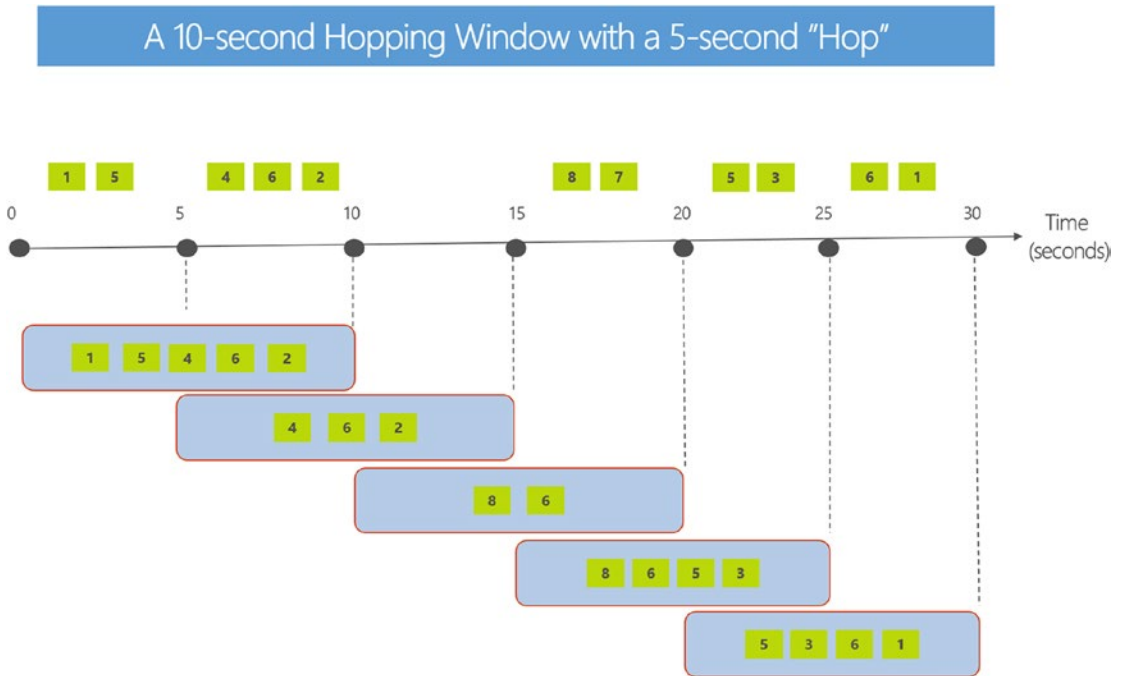 A 10-second Hopping Window with a 5-second "Hop"
1 5 4 6 2 8 7 5 3 6 1
0 5 10 15 20 25 30
Time
(seconds)
1 5 4 6 2
4 6 2
8 6
8 6 5 3
5 3 6 1